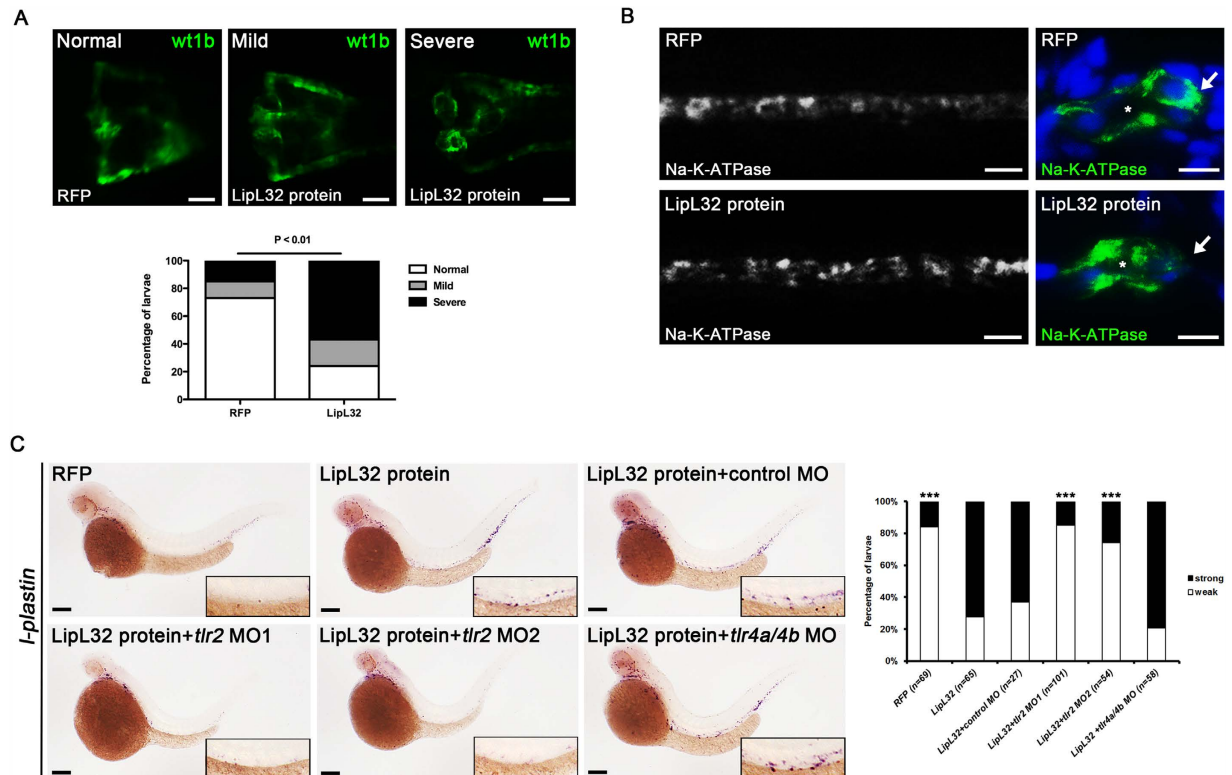 A
Normal wt1b
RFP
Mild wt1b
LipL32 protein
Severe wt1b
LipL32 protein
P < 0.01
Percentage of larvae
100
80
60
40
20
0
RFP LipL32
Normal
Mild
Severe
B
RFP
Na-K-ATPase
RFP
*
Na-K-ATPase
LipL32 protein
Na-K-ATPase
LipL32 protein
*
Na-K-ATPase
C
l-plastin
RFP
LipL32 protein
LipL32 protein+control MO
LipL32 protein+tlr2 MO1
LipL32 protein+tlr2 MO2
LipL32 protein+tlr4a/4b MO
Percentage of larvae
100%
80%
60%
40%
20%
0%
*** *** ***
strong
weak
RFP (n=69)
LipL32 (n=65)
LipL32+control MO (n=27)
LipL32+tlr2 MO1 (n=101)
LipL32+tlr2 MO2 (n=54)
LipL32 +tlr4a/4b MO (n=58)